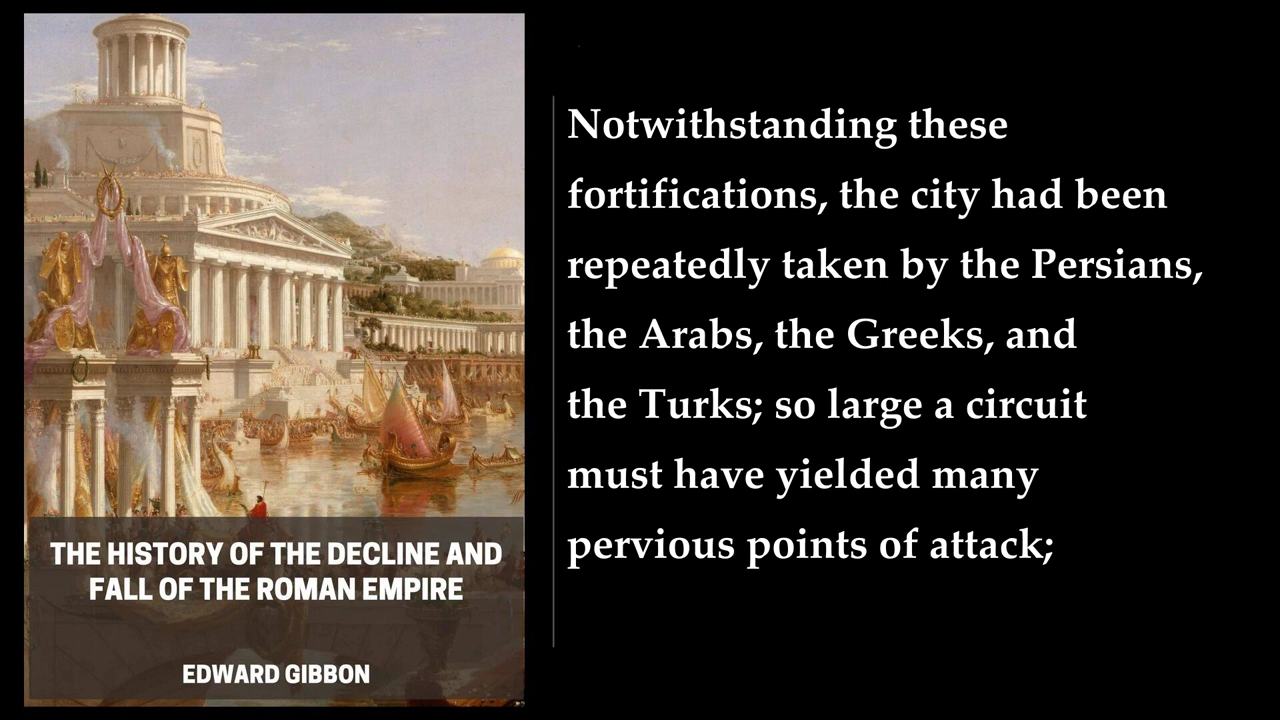 THE HISTORY OF THE DECLINE AND
FALL OF THE ROMAN EMPIRE
EDWARD GIBBON
Notwithstanding these
fortifications, the city had been
repeatedly taken by the Persians,
the Arabs, the Greeks, and
the Turks; so large a circuit
must have yielded many
pervious points of attack;